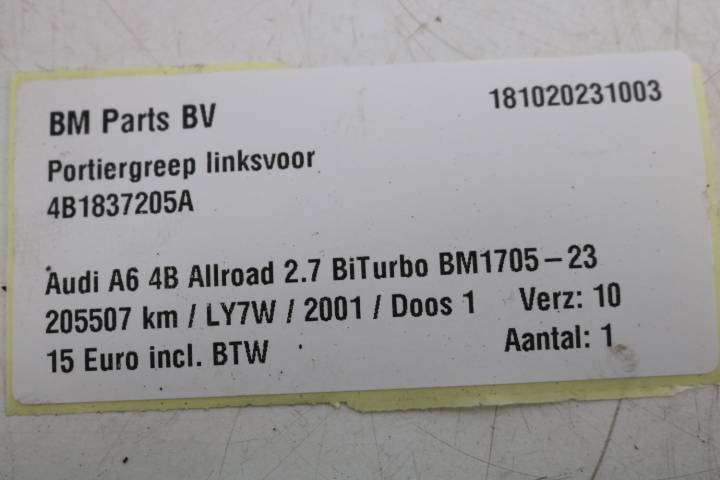 BM Parts BV 181020231003
Portiergreep linksvoor
4B1837205A
Audi A6 4B Allroad 2.7 BiTurbo BM1705-23
205507 km / LY7W / 2001 / Doos 1 Verz: 10
15 Euro incl. BTW Aantal: 1